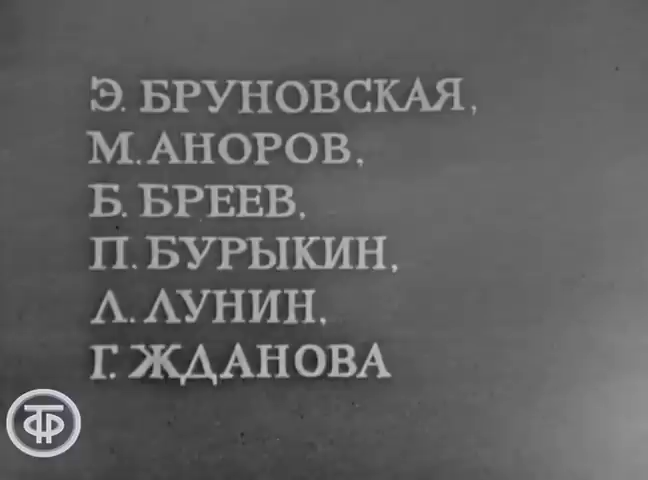 Э. БРУНОВСКАЯ,
М. АНОРОВ,
Б. БРЕЕВ,
П. БУРЫКИН,
Л. ЛУНИН,
Г. ЖДАНОВА